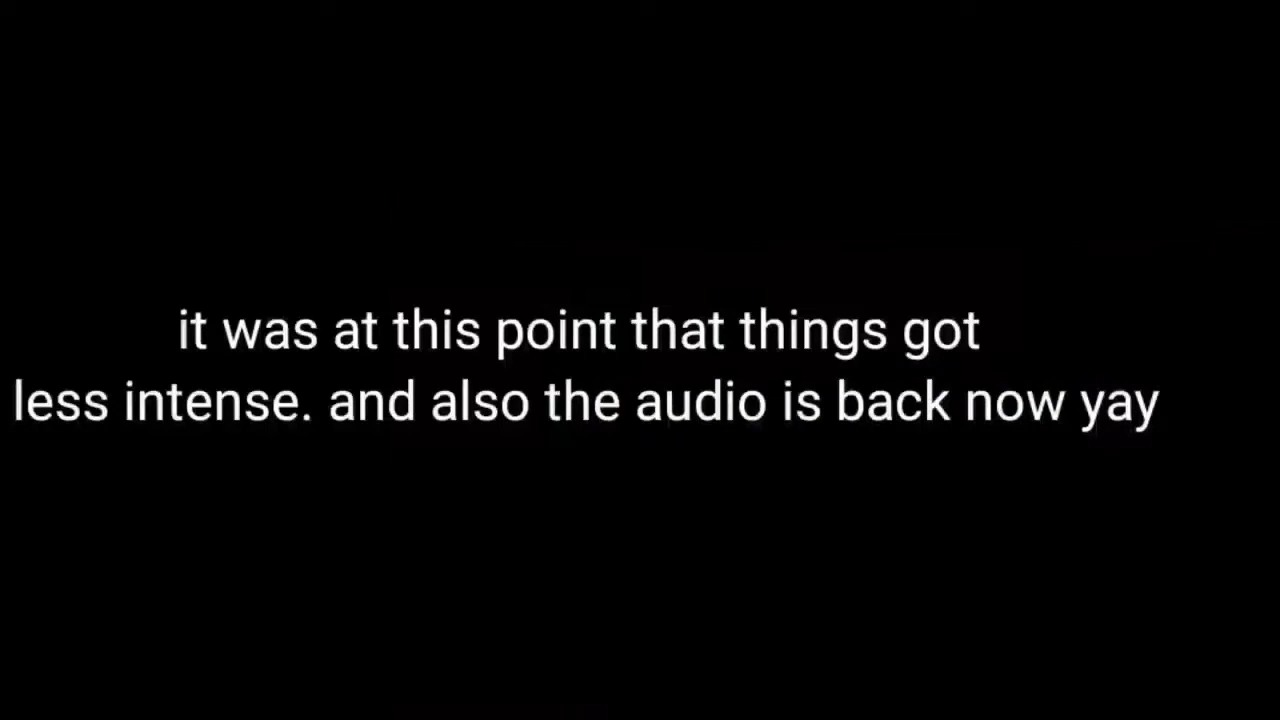 it was at this point that things got
less intense. and also the audio is back now yay